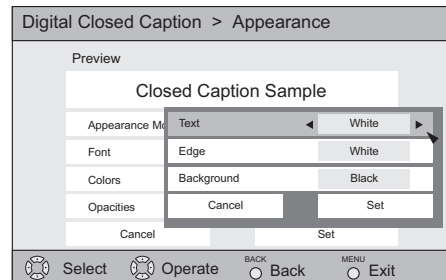 Digital Closed Caption > Appearance
Preview
Closed Caption Sample
Appearance Mo
Text White
Font
Edge White
Colors
Background Black
Opacities
Cancel Set
Cancel Set
Select Operate BACK Back MENU Exit